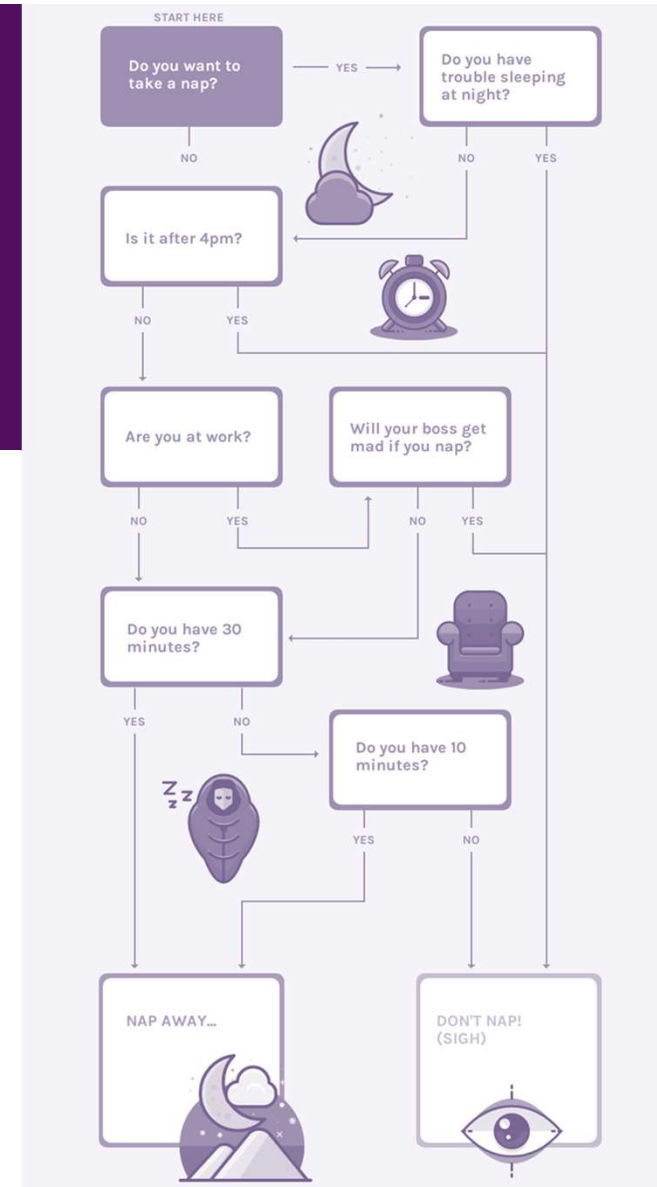 START HERE
Do you want to
take a nap?
YES
Do you have
trouble sleeping
at night?
NO
NO
YES
Is it after 4pm?
NO
YES
Are you at work?
Will your boss get
mad if you nap?
NO
YES
NO
YES
Do you have 30
minutes?
YES
NO
Do you have 10
minutes?
Z
z
z
YES
NO
NAP AWAY...
DON'T NAP!
(SIGH)